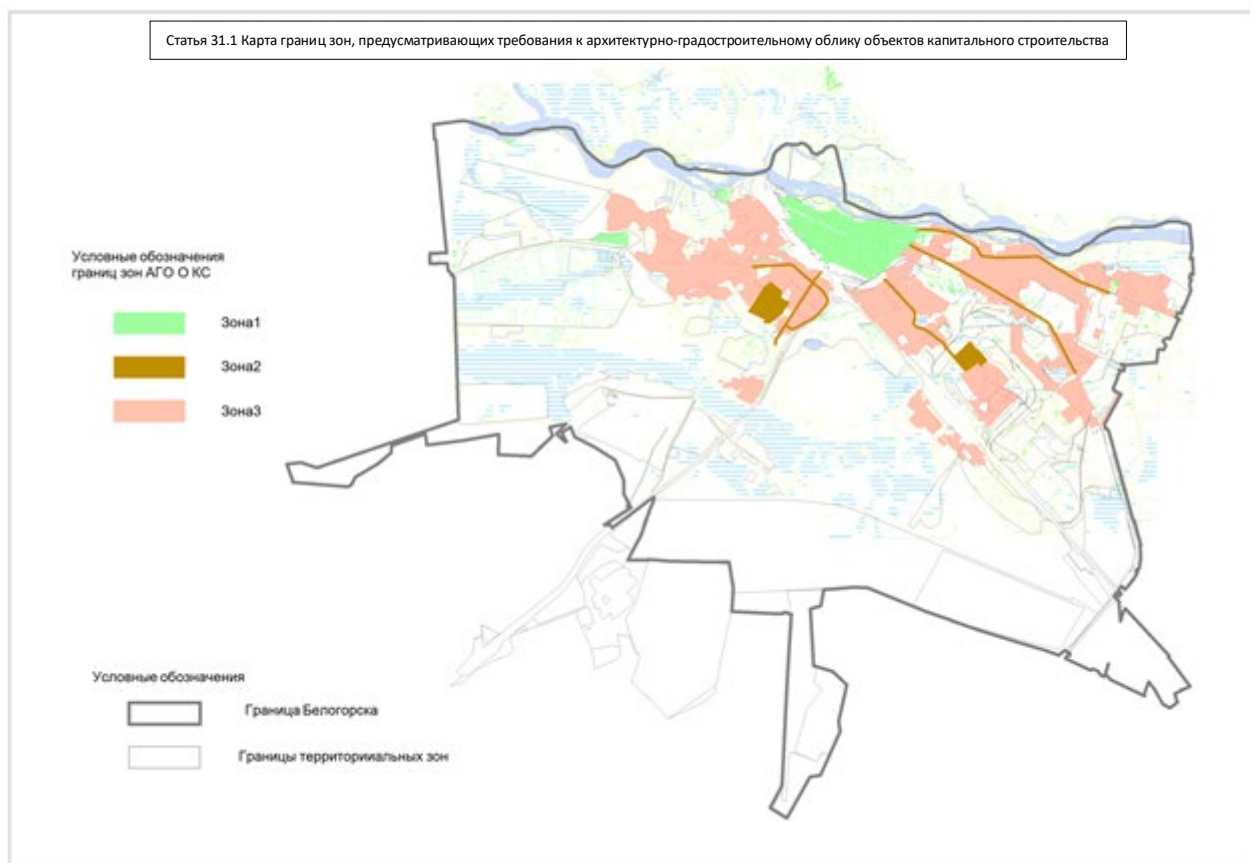 Статья 31.1 Карта границ зон, предусматривающих требования к архитектурно-градостроительному облику объектов капитального строительства
Условные обозначения
границ зон АГО О КС
Зона1
Зона2
Зона3
Условные обозначения
Граница Белогорска
Границы территорииальных зон